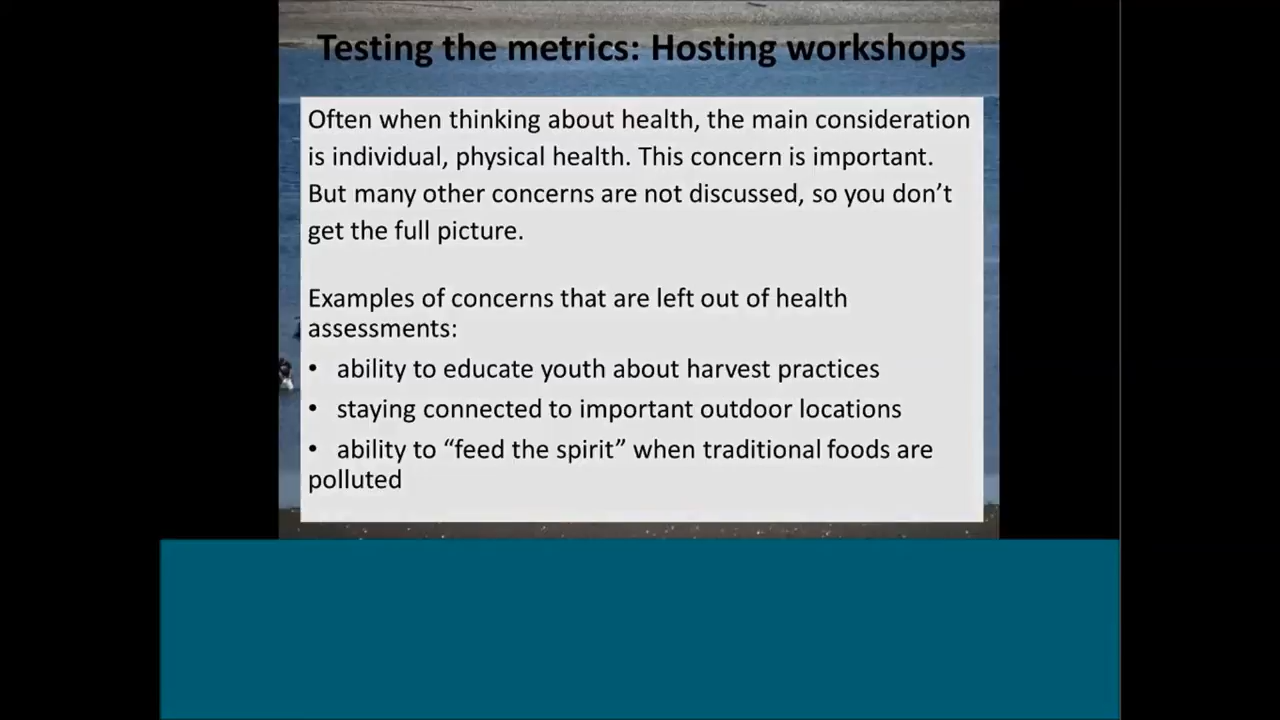 Testing the metrics: Hosting workshops
Often when thinking about health, the main consideration
is individual, physical health. This concern is important.
But many other concerns are not discussed, so you don’t
get the full picture.
Examples of concerns that are left out of health
assessments:
• ability to educate youth about harvest practices
• staying connected to important outdoor locations
• ability to “feed the spirit” when traditional foods are
polluted